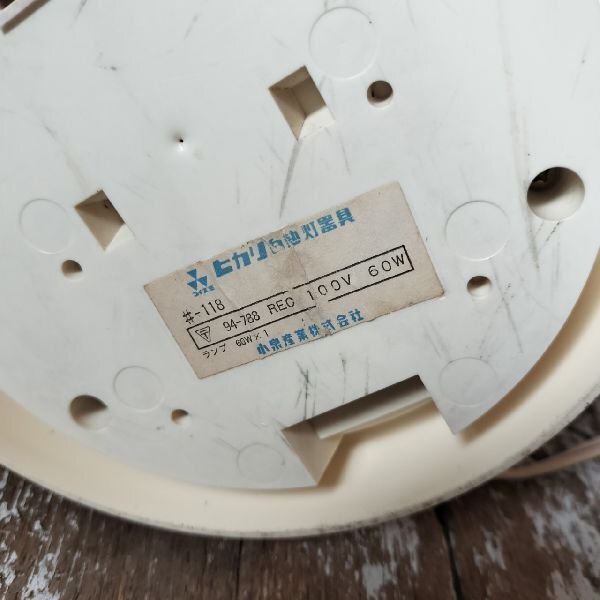 ヒカリ白熱灯器具
#-118
94-788 REC 100V 60W
ランプ 60W×1
小泉産業株式会社